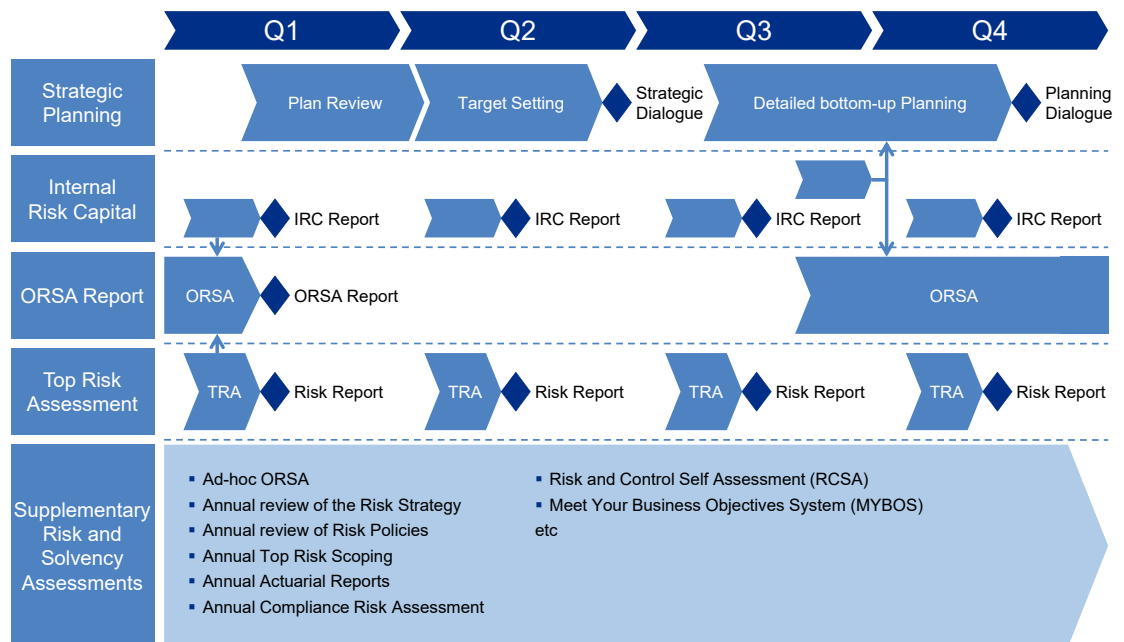 Q1
Q2
Q3
Q4
Strategic
Planning
Plan Review
Target Setting
Strategic
Dialogue
Detailed bottom-up Planning
Planning
Dialogue
Internal
Risk Capital
IRC Report
IRC Report
IRC Report
IRC Report
ORSA Report
ORSA
ORSA Report
ORSA
Top Risk
Assessment
TRA
Risk Report
TRA
Risk Report
TRA
Risk Report
TRA
Risk Report
Supplementary
Risk and
Solvency
Assessments
▪ Ad-hoc ORSA
▪ Annual review of the Risk Strategy
▪ Annual review of Risk Policies
▪ Annual Top Risk Scoping
▪ Annual Actuarial Reports
▪ Annual Compliance Risk Assessment
▪ Risk and Control Self Assessment (RCSA)
▪ Meet Your Business Objectives System (MYBOS)
etc